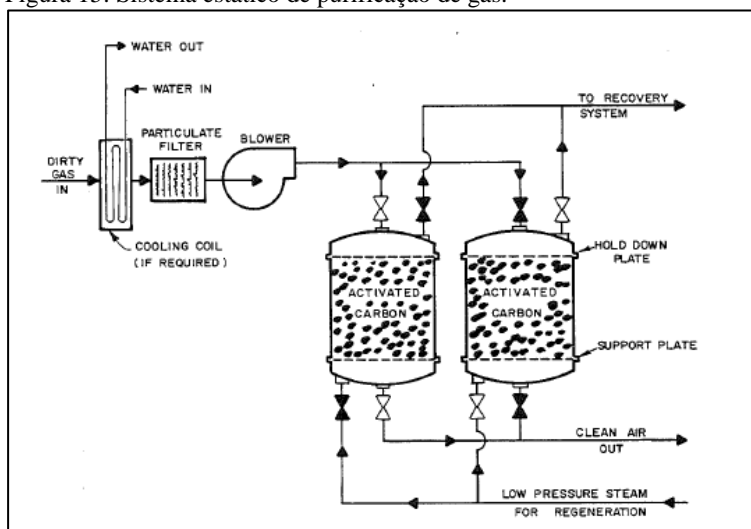 Figura 13: Sistema estático de purificação de gás.
WATER OUT
WATER IN
PARTICULATE
FILTER
BLOWER
DIRTY
GAS
IN
COOLING COIL
(IF REQUIRED)
TO RECOVERY
SYSTEM
HOLD DOWN
PLATE
ACTIVATED
CARBON
ACTIVATED
CARBON
SUPPORT PLATE
CLEAN AIR
OUT
LOW PRESSURE STEAM
FOR REGENERATION